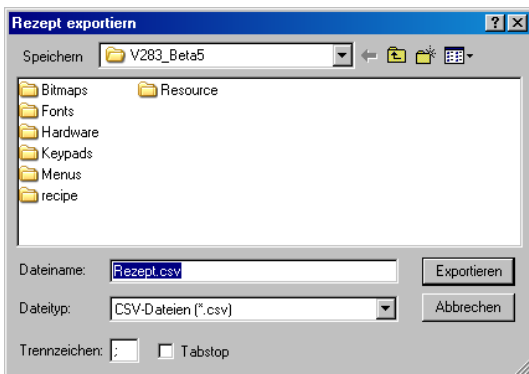 Rezept exportiern
Speichern V283_Beta5
Bitmaps Resource
Fonts
Hardware
Keypads
Menus
recipe
Dateiname: Rezept.csv Exportieren
Dateityp: CSV-Dateien (*.csv) Abbrechen
Trennzeichen: ; Tabstop